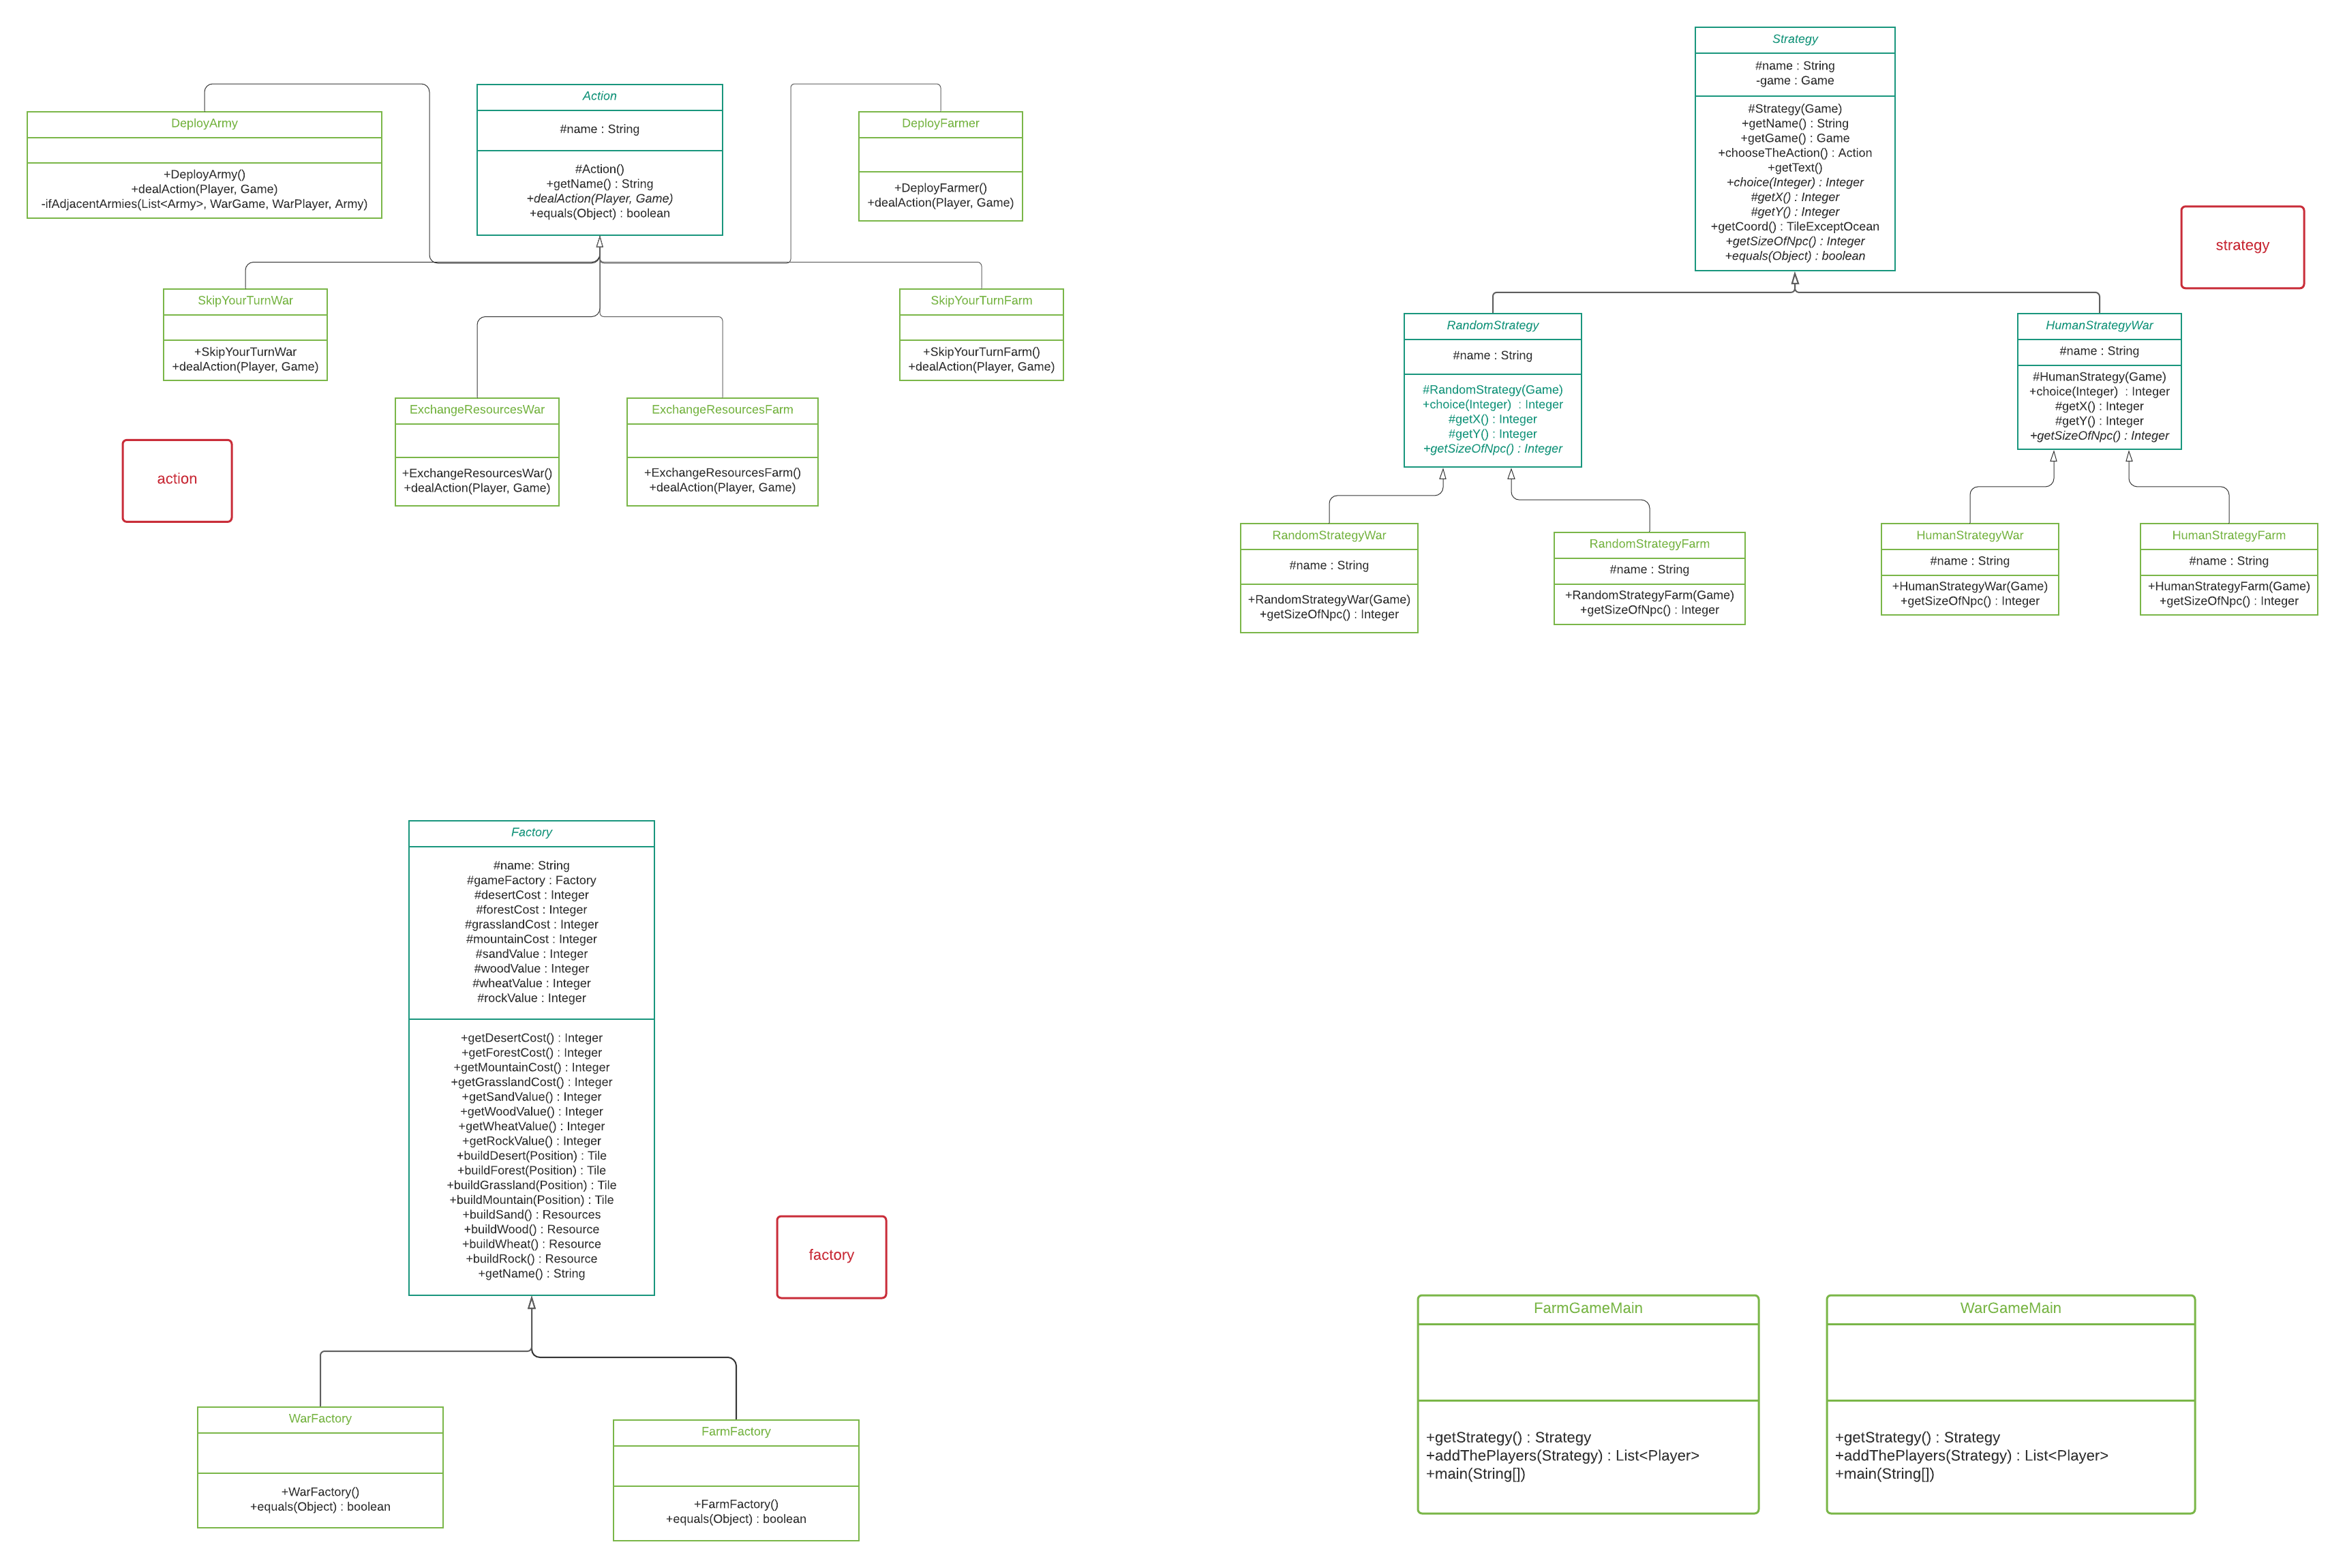 Action
#name : String
#Action()
+getName() : String
+dealAction(Player, Game)
+equals(Object) : boolean
DeployArmy
+DeployArmy()
+dealAction(Player, Game)
-ifAdjacentArmies(List<Army>, WarGame, WarPlayer, Army)
DeployFarmer
+DeployFarmer()
+dealAction(Player, Game)
SkipYourTurnWar
+SkipYourTurnWar
+dealAction(Player, Game)
SkipYourTurnFarm
+SkipYourTurnFarm()
+dealAction(Player, Game)
ExchangeResourcesWar
+ExchangeResourcesWar()
+dealAction(Player, Game)
ExchangeResourcesFarm
+ExchangeResourcesFarm()
+dealAction(Player, Game)
action
Strategy
#name : String
-game : Game
#Strategy(Game)
+getName() : String
+getGame() : Game
+chooseTheAction() : Action
+getText()
+choice(Integer) : Integer
#getX() : Integer
#getY() : Integer
+getCoord() : TileExceptOcean
+getSizeOfNpc() : Integer
+equals(Object) : boolean
strategy
RandomStrategy
#name : String
#RandomStrategy(Game)
+choice(Integer)  : Integer
#getX() : Integer
#getY() : Integer
+getSizeOfNpc() : Integer
HumanStrategyWar
#name : String
#HumanStrategy(Game)
+choice(Integer)  : Integer
#getX() : Integer
#getY() : Integer
+getSizeOfNpc() : Integer
RandomStrategyWar
#name : String
+RandomStrategyWar(Game)
+getSizeOfNpc() : Integer
RandomStrategyFarm
#name : String
+RandomStrategyFarm(Game)
+getSizeOfNpc() : Integer
HumanStrategyWar
#name : String
+HumanStrategyWar(Game)
+getSizeOfNpc() : Integer
HumanStrategyFarm
#name : String
+HumanStrategyFarm(Game)
+getSizeOfNpc() : Integer
Factory
#name: String
#gameFactory : Factory
#desertCost : Integer
#forestCost : Integer
#grasslandCost : Integer
#mountainCost : Integer
#sandValue : Integer
#woodValue : Integer
#wheatValue : Integer
#rockValue : Integer
+getDesertCost() : Integer
+getForestCost() : Integer
+getMountainCost() : Integer
+getGrasslandCost() : Integer
+getSandValue() : Integer
+getWoodValue() : Integer
+getWheatValue() : Integer
+getRockValue() : Integer
+buildDesert(Position) : Tile
+buildForest(Position) : Tile
+buildGrassland(Position) : Tile
+buildMountain(Position) : Tile
+buildSand() : Resources
+buildWood() : Resource
+buildWheat() : Resource
+buildRock() : Resource
+getName() : String
factory
WarFactory
+WarFactory()
+equals(Object) : boolean
FarmFactory
+FarmFactory()
+equals(Object) : boolean
FarmGameMain
+getStrategy() : Strategy
+addThePlayers(Strategy) : List<Player>
+main(String[])
WarGameMain
+getStrategy() : Strategy
+addThePlayers(Strategy) : List<Player>
+main(String[])